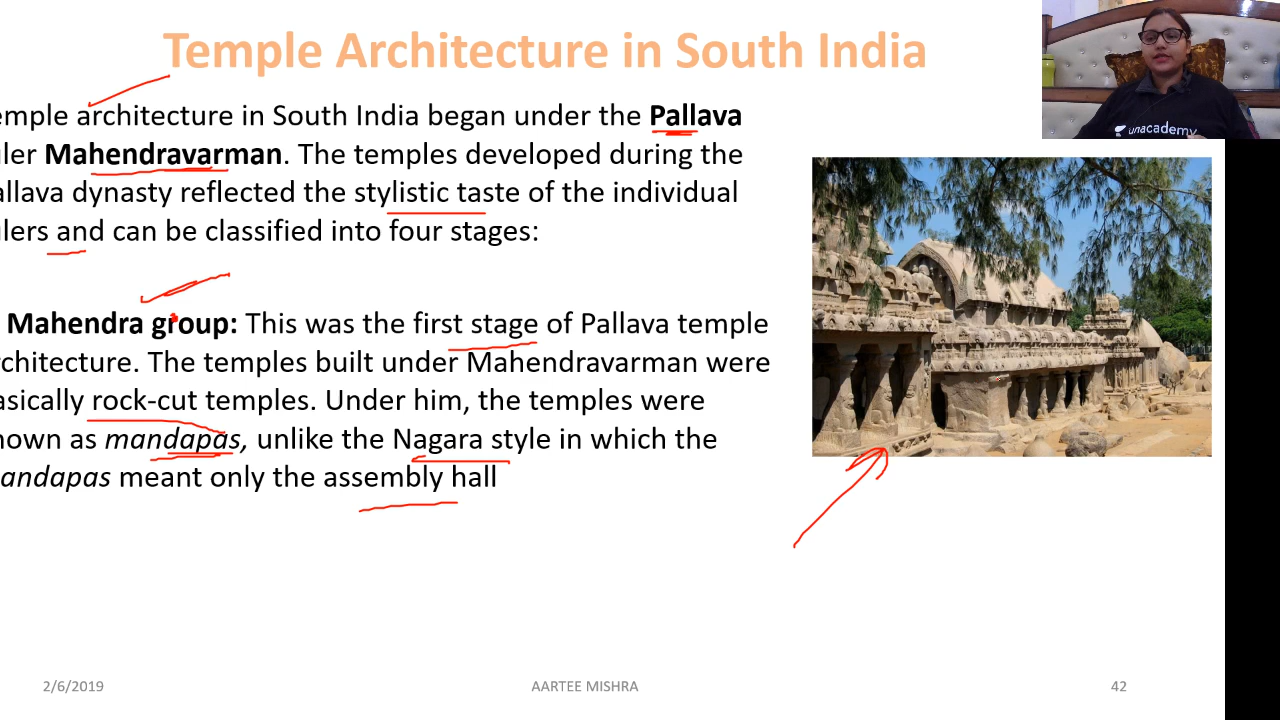 Temple Architecture in South India
unacademy
emple architecture in South India began under the Pallava
ler Mahendravarman. The temples developed during the
allava dynasty reflected the stylistic taste of the individual
lers and can be classified into four stages:
Mahendra group: This was the first stage of Pallava temple
rchitecture. The temples built under Mahendravarman were
asically rock-cut temples. Under him, the temples were
nown as mandapas, unlike the Nagara style in which the
andapas meant only the assembly hall
2/6/2019
AARTEE MISHRA
42